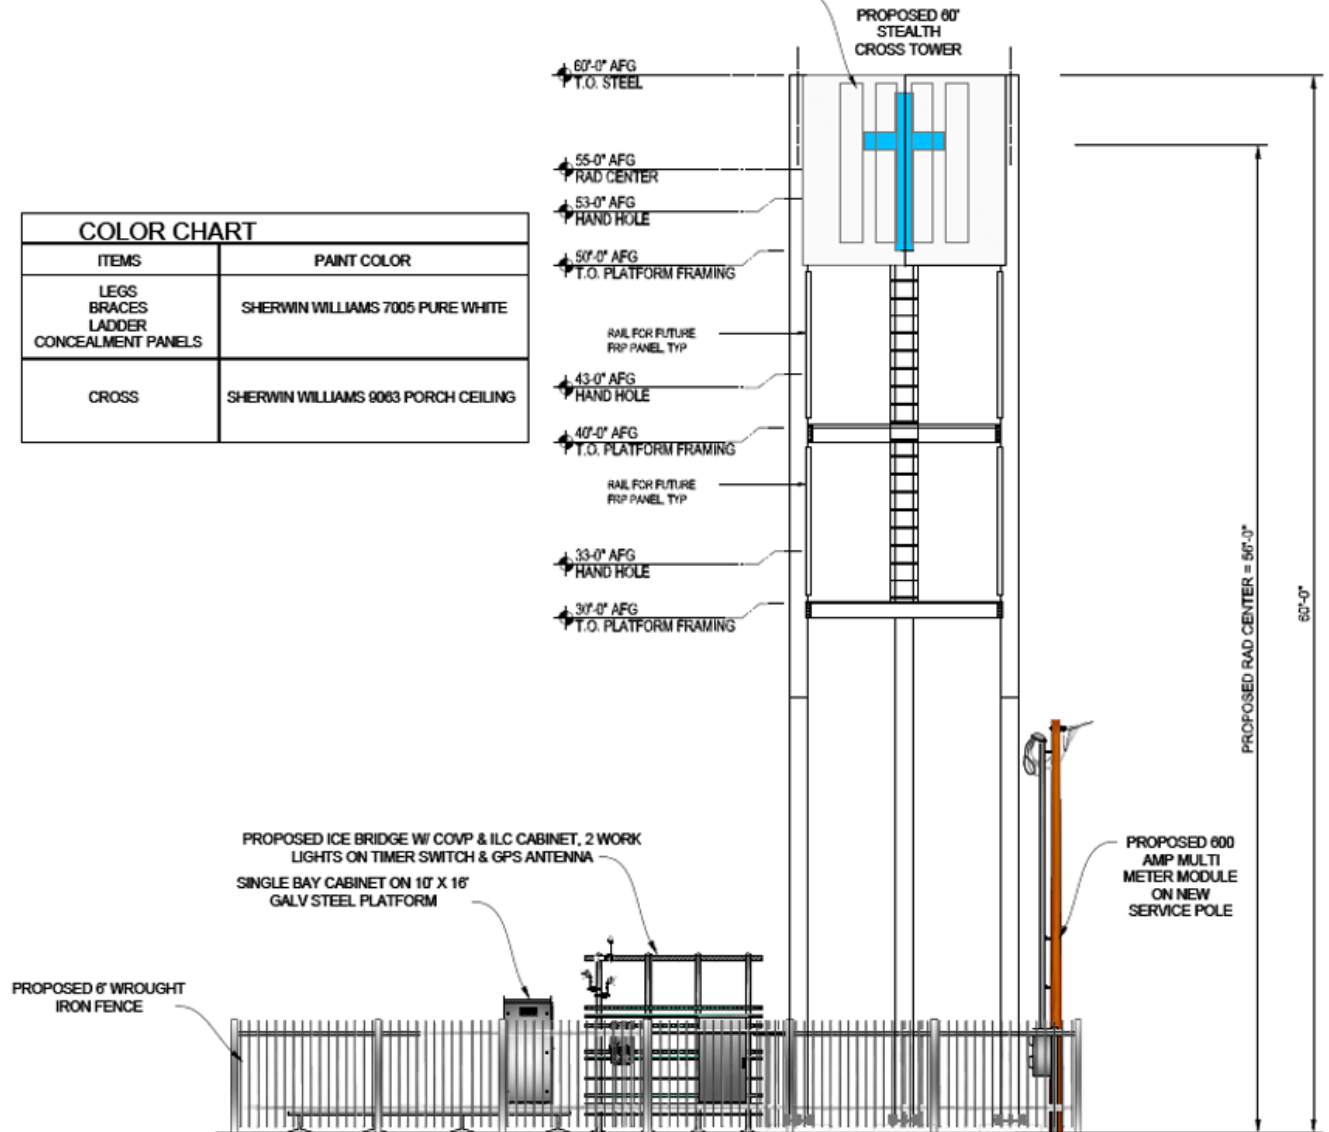 PROPOSED 60'
STEALTH
CROSS TOWER
60'-0" AFG
T.O. STEEL
55'-0" AFG
RAD CENTER
53'-0" AFG
HAND HOLE
50'-0" AFG
T.O. PLATFORM FRAMING
COLOR CHART
ITEMS
PAINT COLOR
LEGS
BRACES
LADDER
CONCEALMENT PANELS
SHERWIN WILLIAMS 7005 PURE WHITE
CROSS
SHERWIN WILLIAMS 9063 PORCH CEILING
RAIL FOR FUTURE
FRP PANEL, TYP
43'-0" AFG
HAND HOLE
40'-0" AFG
T.O. PLATFORM FRAMING
RAIL FOR FUTURE
FRP PANEL, TYP
33'-0" AFG
HAND HOLE
30'-0" AFG
T.O. PLATFORM FRAMING
PROPOSED RAD CENTER = 56'-0"
60'-0"
PROPOSED ICE BRIDGE W/ COVP & ILC CABINET, 2 WORK
LIGHTS ON TIMER SWITCH & GPS ANTENNA
SINGLE BAY CABINET ON 10' X 16'
GALV STEEL PLATFORM
PROPOSED 6' WROUGHT
IRON FENCE
PROPOSED 600
AMP MULTI
METER MODULE
ON NEW
SERVICE POLE